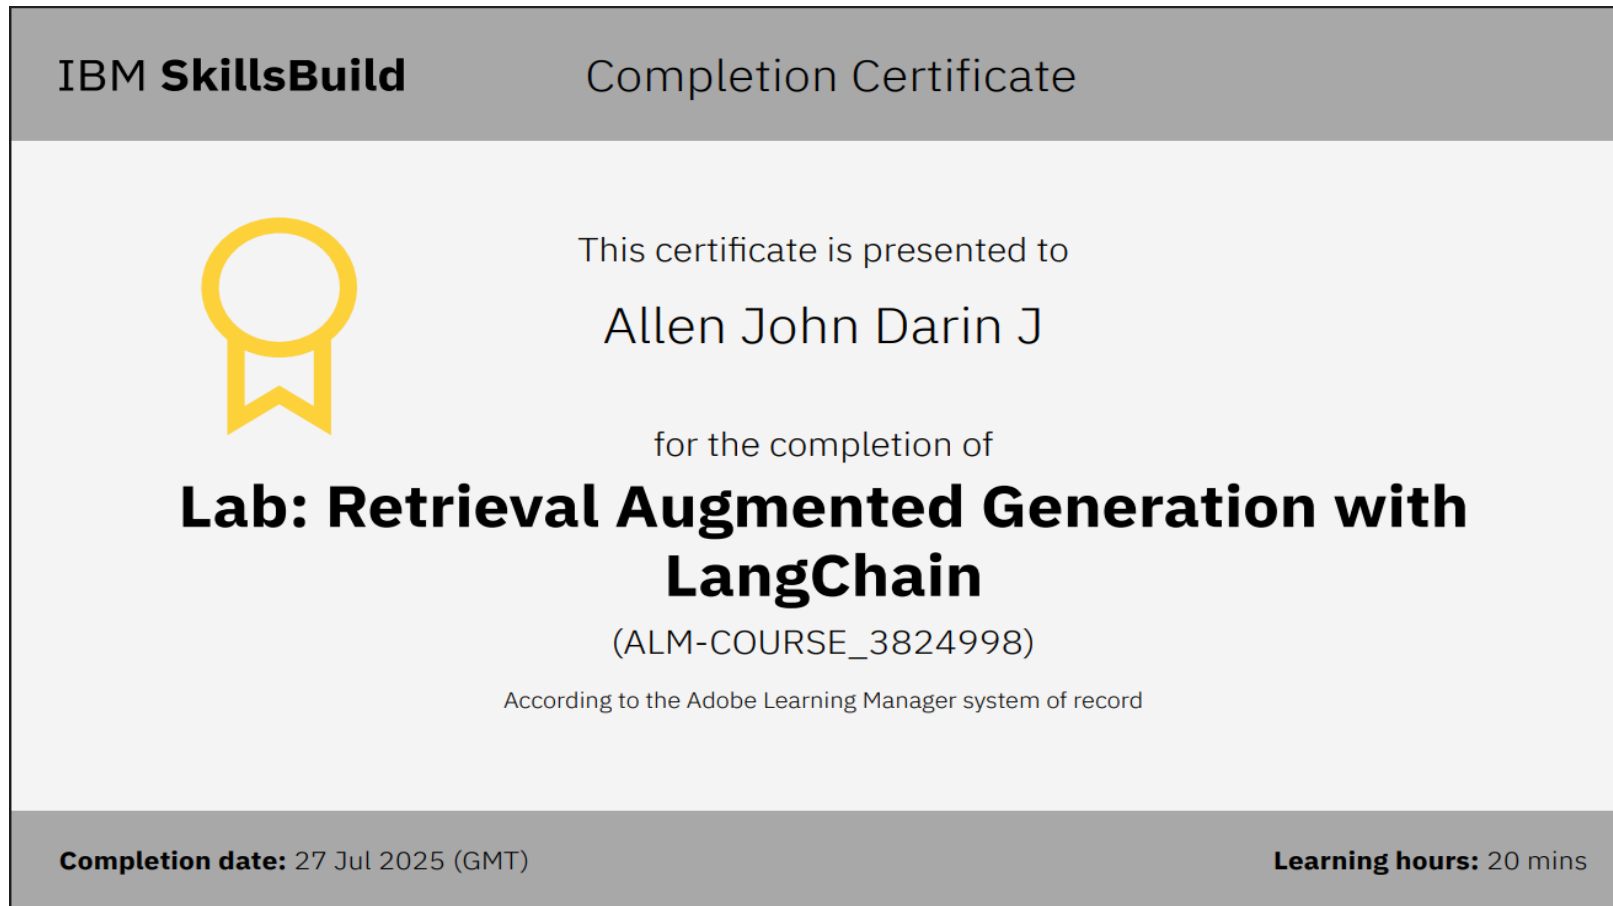 IBM SkillsBuild
Completion Certificate
This certificate is presented to
Allen John Darin J
for the completion of
Lab: Retrieval Augmented Generation with
LangChain
(ALM-COURSE_3824998)
According to the Adobe Learning Manager system of record
Completion date: 27 Jul 2025 (GMT)
Learning hours: 20 mins